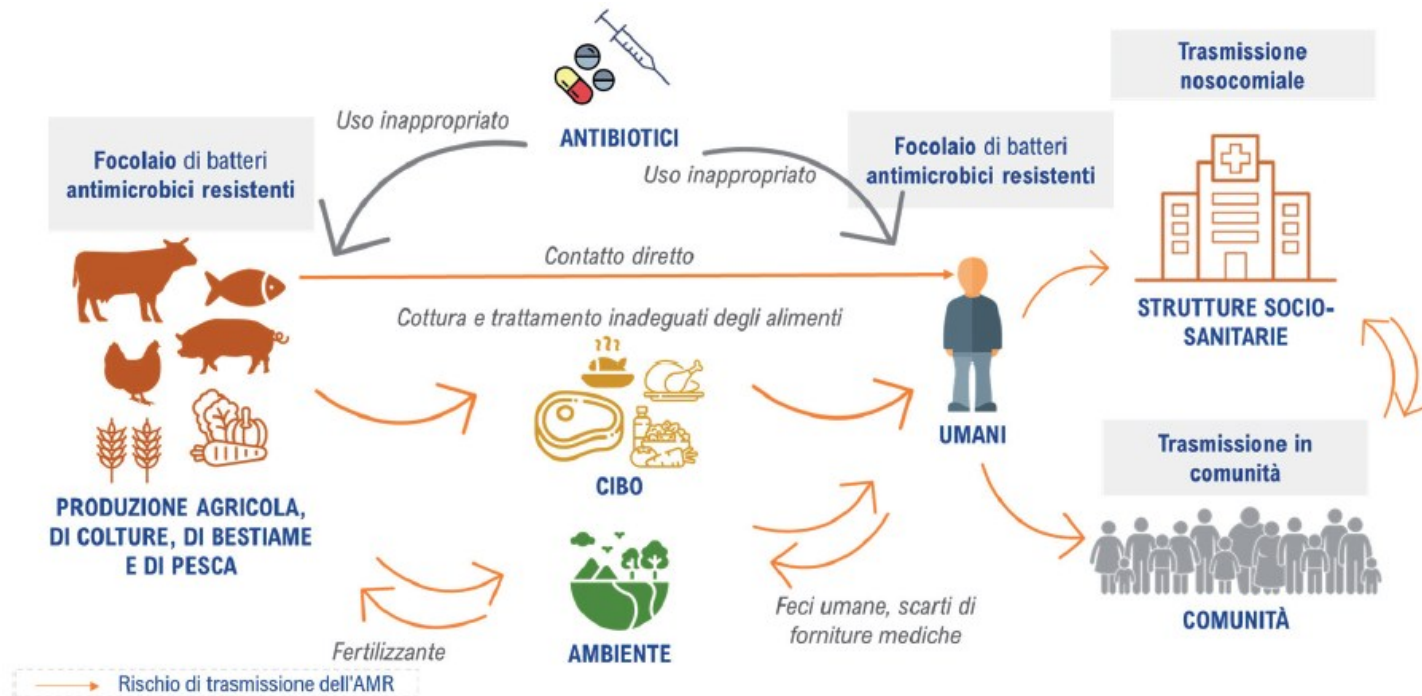 Trasmissione
nosocomiale
Uso inappropriato
ANTIBIOTICI
Uso inappropriato
Focolaio di batteri
antimicrobici resistenti
Focolaio di batteri
antimicrobici resistenti
Contatto diretto
Cottura e trattamento inadeguati degli alimenti
STRUTTURE SOCIO-
SANITARIE
UMANI
CIBO
Trasmissione in
comunità
PRODUZIONE AGRICOLA,
DI COLTURE, DI BESTIAME
E DI PESCA
Feci umane, scarti di
forniture mediche
COMUNITÀ
Fertilizzante
AMBIENTE
Rischio di trasmissione dell'AMR